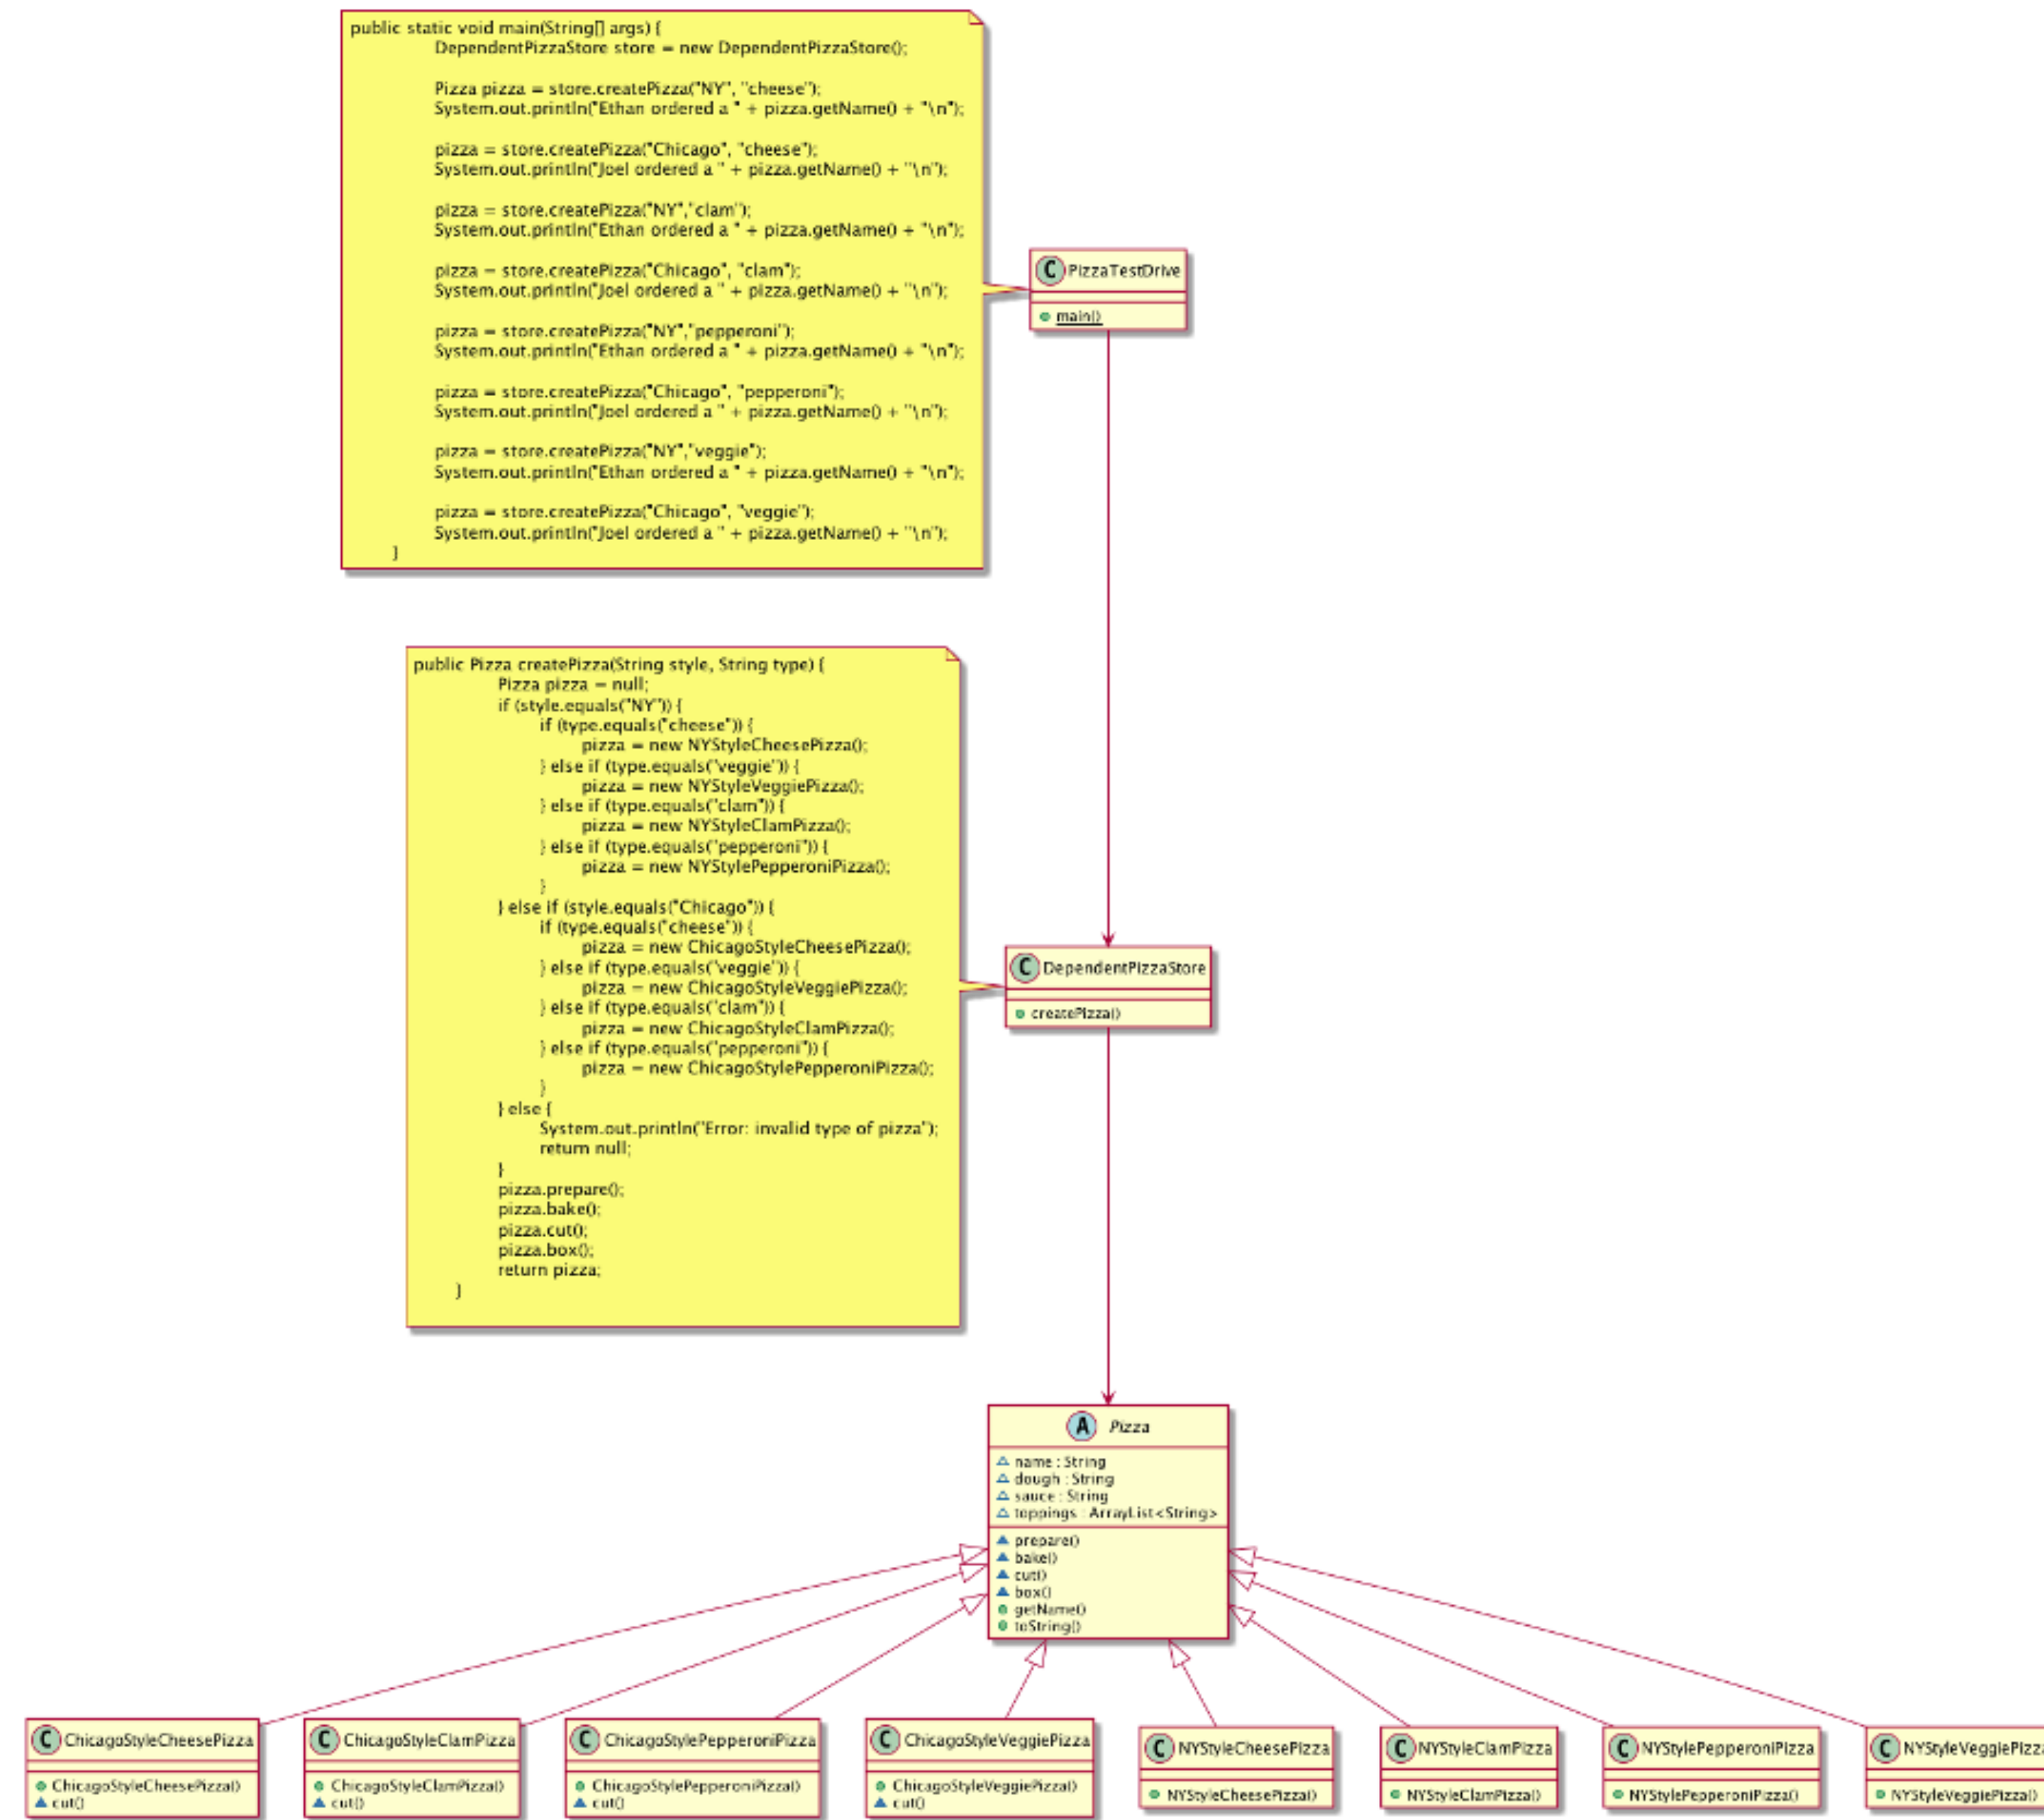 public static void main(String[] args) {
DependentPizzaStore store = new DependentPizzaStore();
Pizza pizza = store.createPizza("NY", "cheese");
System.out.println("Ethan ordered a " + pizza.getName() + "\n");
pizza = store.createPizza("Chicago", "cheese");
System.out.println("Joel ordered a " + pizza.getName() + "\n");
pizza = store.createPizza("NY","clam");
System.out.println("Ethan ordered a " + pizza.getName() + "\n");
pizza = store.createPizza("Chicago", "clam");
System.out.println("Joel ordered a " + pizza.getName() + "\n");
pizza = store.createPizza("NY","pepperoni");
System.out.println("Ethan ordered a " + pizza.getName() + "\n");
pizza = store.createPizza("Chicago", "pepperoni");
System.out.println("Joel ordered a " + pizza.getName() + "\n");
pizza = store.createPizza("NY","veggie");
System.out.println("Ethan ordered a " + pizza.getName() + "\n");
pizza = store.createPizza("Chicago", "veggie");
System.out.println("Joel ordered a " + pizza.getName() + "\n");
}
C PizzaTestDrive
main()
public Pizza createPizza(String style, String type) {
Pizza pizza = null;
if (style.equals("NY")) {
if (type.equals("cheese")) {
pizza = new NYStyleCheesePizza();
} else if (type.equals("veggie")) {
pizza = new NYStyleVeggiePizza();
} else if (type.equals("clam")) {
pizza = new NYStyleClamPizza();
} else if (type.equals("pepperoni")) {
pizza = new NYStylePepperoniPizza();
}
} else if (style.equals("Chicago")) {
if (type.equals("cheese")) {
pizza = new ChicagoStyleCheesePizza();
} else if (type.equals("veggie")) {
pizza = new ChicagoStyleVeggiePizza();
} else if (type.equals("clam")) {
pizza = new ChicagoStyleClamPizza();
} else if (type.equals("pepperoni")) {
pizza = new ChicagoStylePepperoniPizza();
}
} else {
System.out.println("Error: invalid type of pizza");
return null;
}
pizza.prepare();
pizza.bake();
pizza.cut();
pizza.box();
return pizza;
}
C DependentPizzaStore
createPizza()
A Pizza
name : String
dough : String
sauce : String
toppings : ArrayList<String>
prepare()
bake()
cut()
box()
getName()
toString()
C ChicagoStyleCheesePizza
ChicagoStyleCheesePizza()
cut()
C ChicagoStyleClamPizza
ChicagoStyleClamPizza()
cut()
C ChicagoStylePepperoniPizza
ChicagoStylePepperoniPizza()
cut()
C ChicagoStyleVeggiePizza
ChicagoStyleVeggiePizza()
cut()
C NYStyleCheesePizza
NYStyleCheesePizza()
C NYStyleClamPizza
NYStyleClamPizza()
C NYStylePepperoniPizza
NYStylePepperoniPizza()
C NYStyleVeggiePizza
NYStyleVeggiePizza()